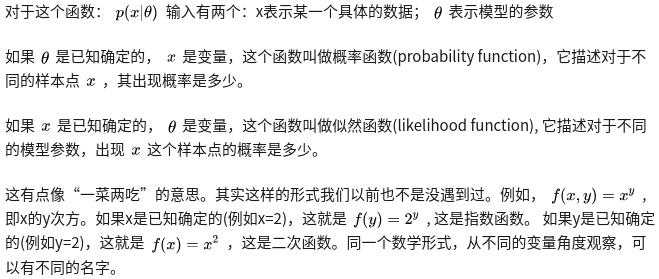 对于这个函数： p(x|θ) 输入有两个：x表示某一个具体的数据； θ 表示模型的参数
如果 θ 是已知确定的， x 是变量，这个函数叫做概率函数(probability function)，它描述对于不
同的样本点 x ，其出现概率是多少。
如果 x 是已知确定的， θ 是变量，这个函数叫做似然函数(likelihood function), 它描述对于不同
的模型参数，出现 x 这个样本点的概率是多少。
这有点像“一菜两吃”的意思。其实这样的形式我们以前也不是没遇到过。例如， f(x, y) = x^y ，
即x的y次方。如果x是已知确定的(例如x=2)，这就是 f(y) = 2^y , 这是指数函数。 如果y是已知确定
的(例如y=2)，这就是 f(x) = x^2 ，这是二次函数。同一个数学形式，从不同的变量角度观察，可
以有不同的名字。